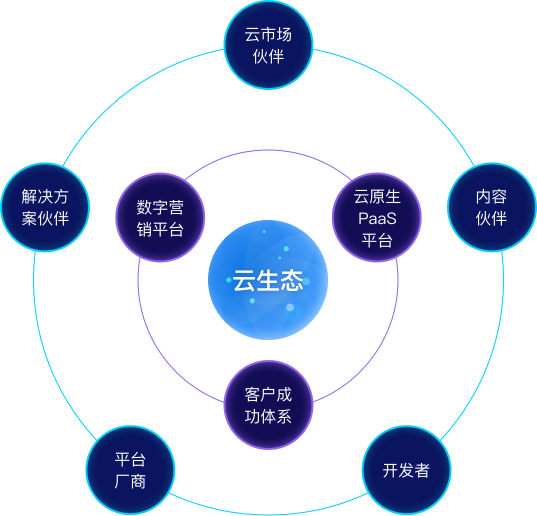 云市场
伙伴
解决方
案伙伴
数字营
销平台
云原生
PaaS
平台
内容
伙伴
云生态
客户成
功体系
平台
厂商
开发者